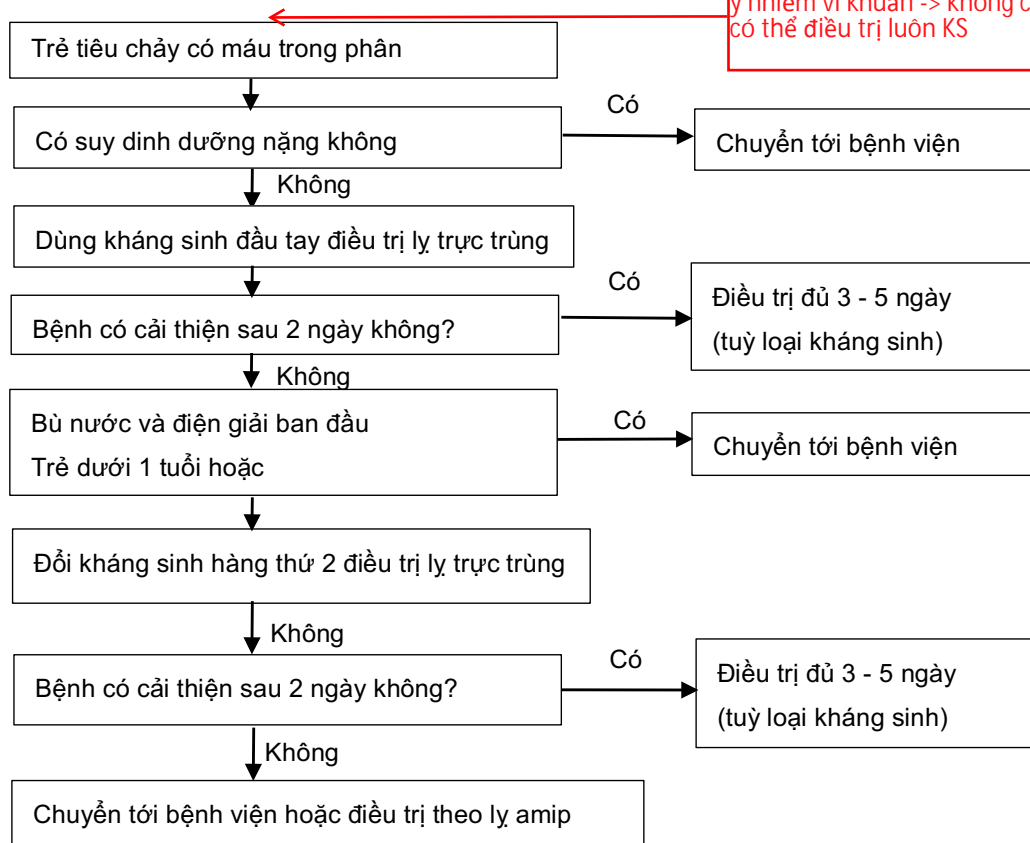 ý nhiễm vi khuẩn -> không
có thể điều trị luôn KS
Trẻ tiêu chảy có máu trong phân
Có suy dinh dưỡng nặng không
Có
Chuyển tới bệnh viện
Không
Dùng kháng sinh đầu tay điều trị lỵ trực trùng
Bệnh có cải thiện sau 2 ngày không?
Có
Điều trị đủ 3 - 5 ngày
(tuỳ loại kháng sinh)
Không
Bù nước và điện giải ban đầu
Trẻ dưới 1 tuổi hoặc
Có
Chuyển tới bệnh viện
Đổi kháng sinh hàng thứ 2 điều trị lỵ trực trùng
Không
Bệnh có cải thiện sau 2 ngày không?
Có
Điều trị đủ 3 - 5 ngày
(tuỳ loại kháng sinh)
Không
Chuyển tới bệnh viện hoặc điều trị theo lỵ amip